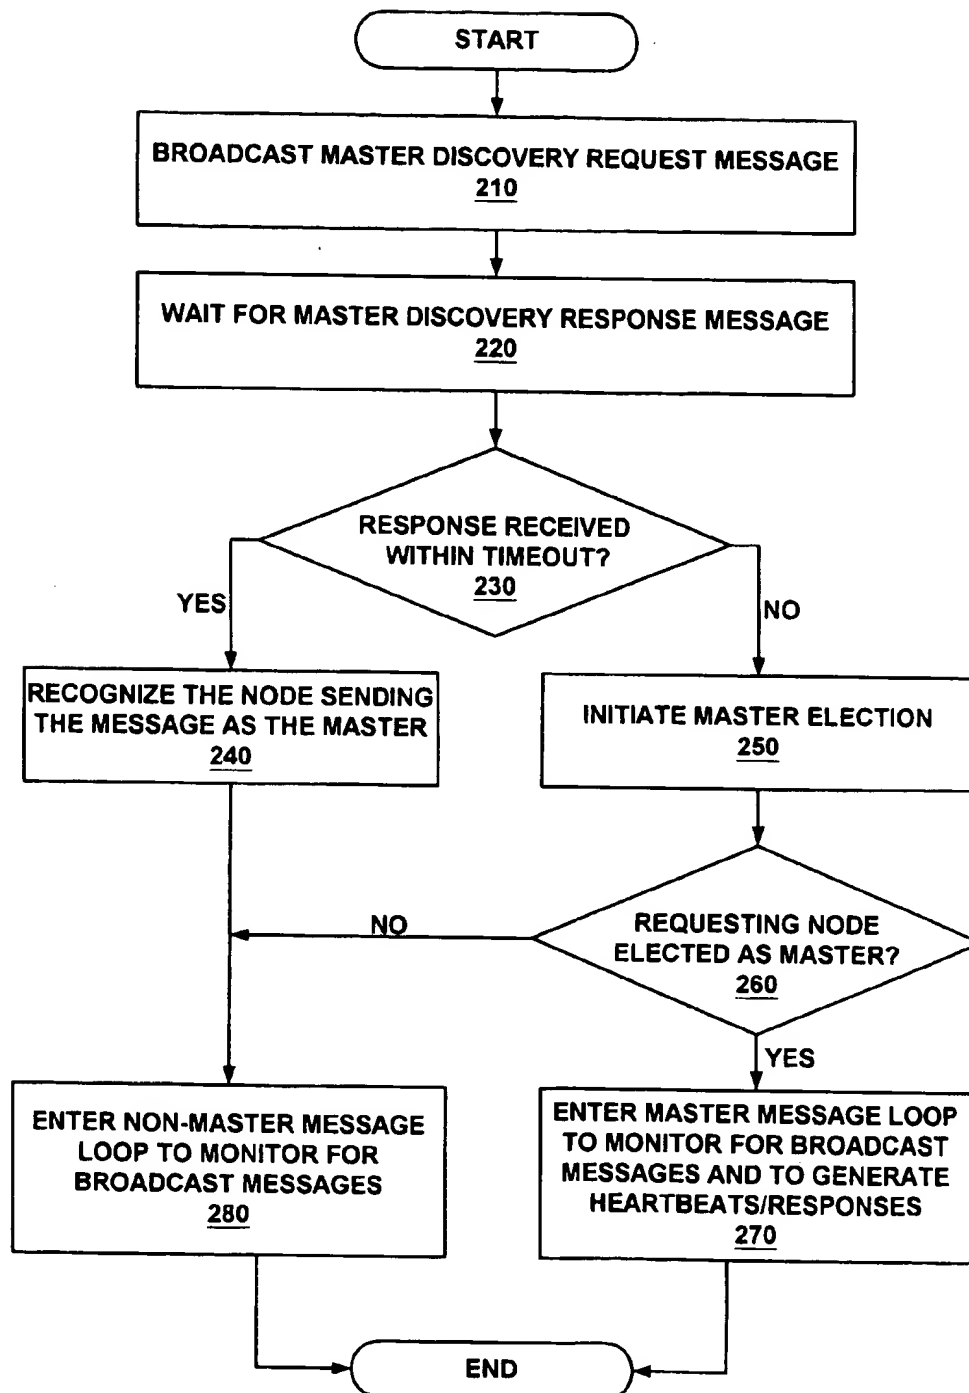 START
BROADCAST MASTER DISCOVERY REQUEST MESSAGE
210
WAIT FOR MASTER DISCOVERY RESPONSE MESSAGE
220
RESPONSE RECEIVED
WITHIN TIMEOUT?
230
YES
NO
RECOGNIZE THE NODE SENDING
THE MESSAGE AS THE MASTER
240
INITIATE MASTER ELECTION
250
NO
REQUESTING NODE
ELECTED AS MASTER?
260
YES
ENTER NON-MASTER MESSAGE
LOOP TO MONITOR FOR
BROADCAST MESSAGES
280
ENTER MASTER MESSAGE LOOP
TO MONITOR FOR BROADCAST
MESSAGES AND TO GENERATE
HEARTBEATS/RESPONSES
270
END